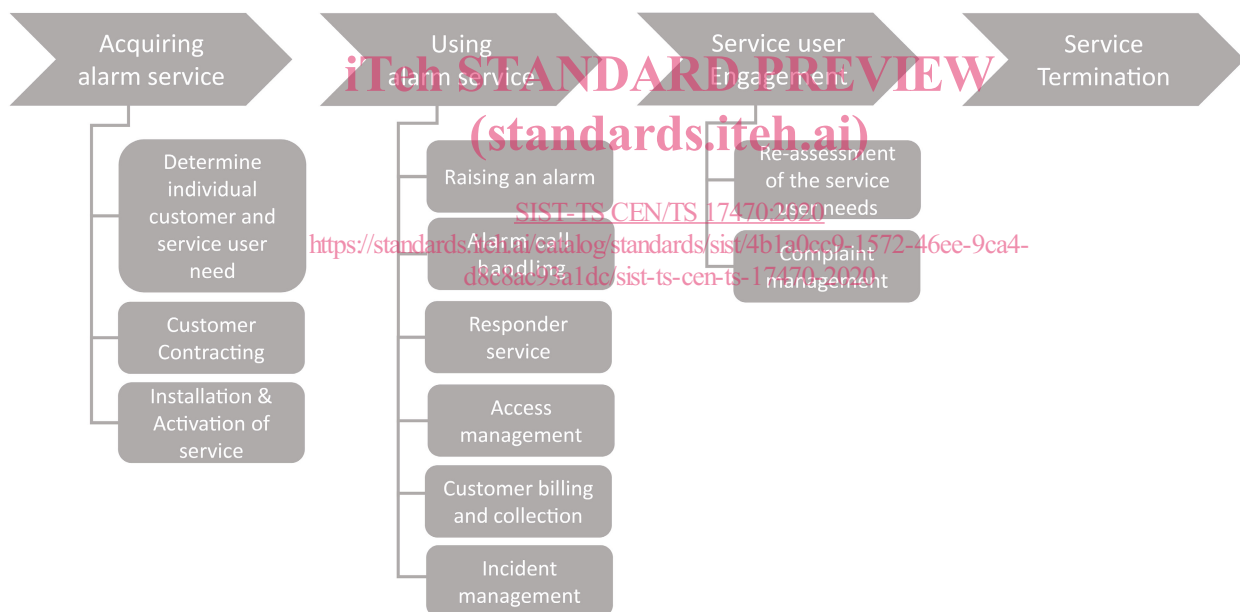 Acquiring
alarm service
Using
alarm service
Service user
Engagement
Service
Termination
iTeh STANDARD PREVIEW
(standards.iteh.ai)
SIST-TS CEN/TS 17470:2020
https://standards.iteh.ai/catalog/standards/sist/4b1a0cc9-1572-46ee-9ca4-
d8c8ac93a1dc/sist-ts-cen-ts-17470-2020
Determine
individual
customer and
service user
need
Customer
Contracting
Installation &
Activation of
service
Raising an alarm
Alarm call
handling
Responder
service
Access
management
Customer billing
and collection
Incident
management
Re-assessment
of the service
user needs
Complaint
management